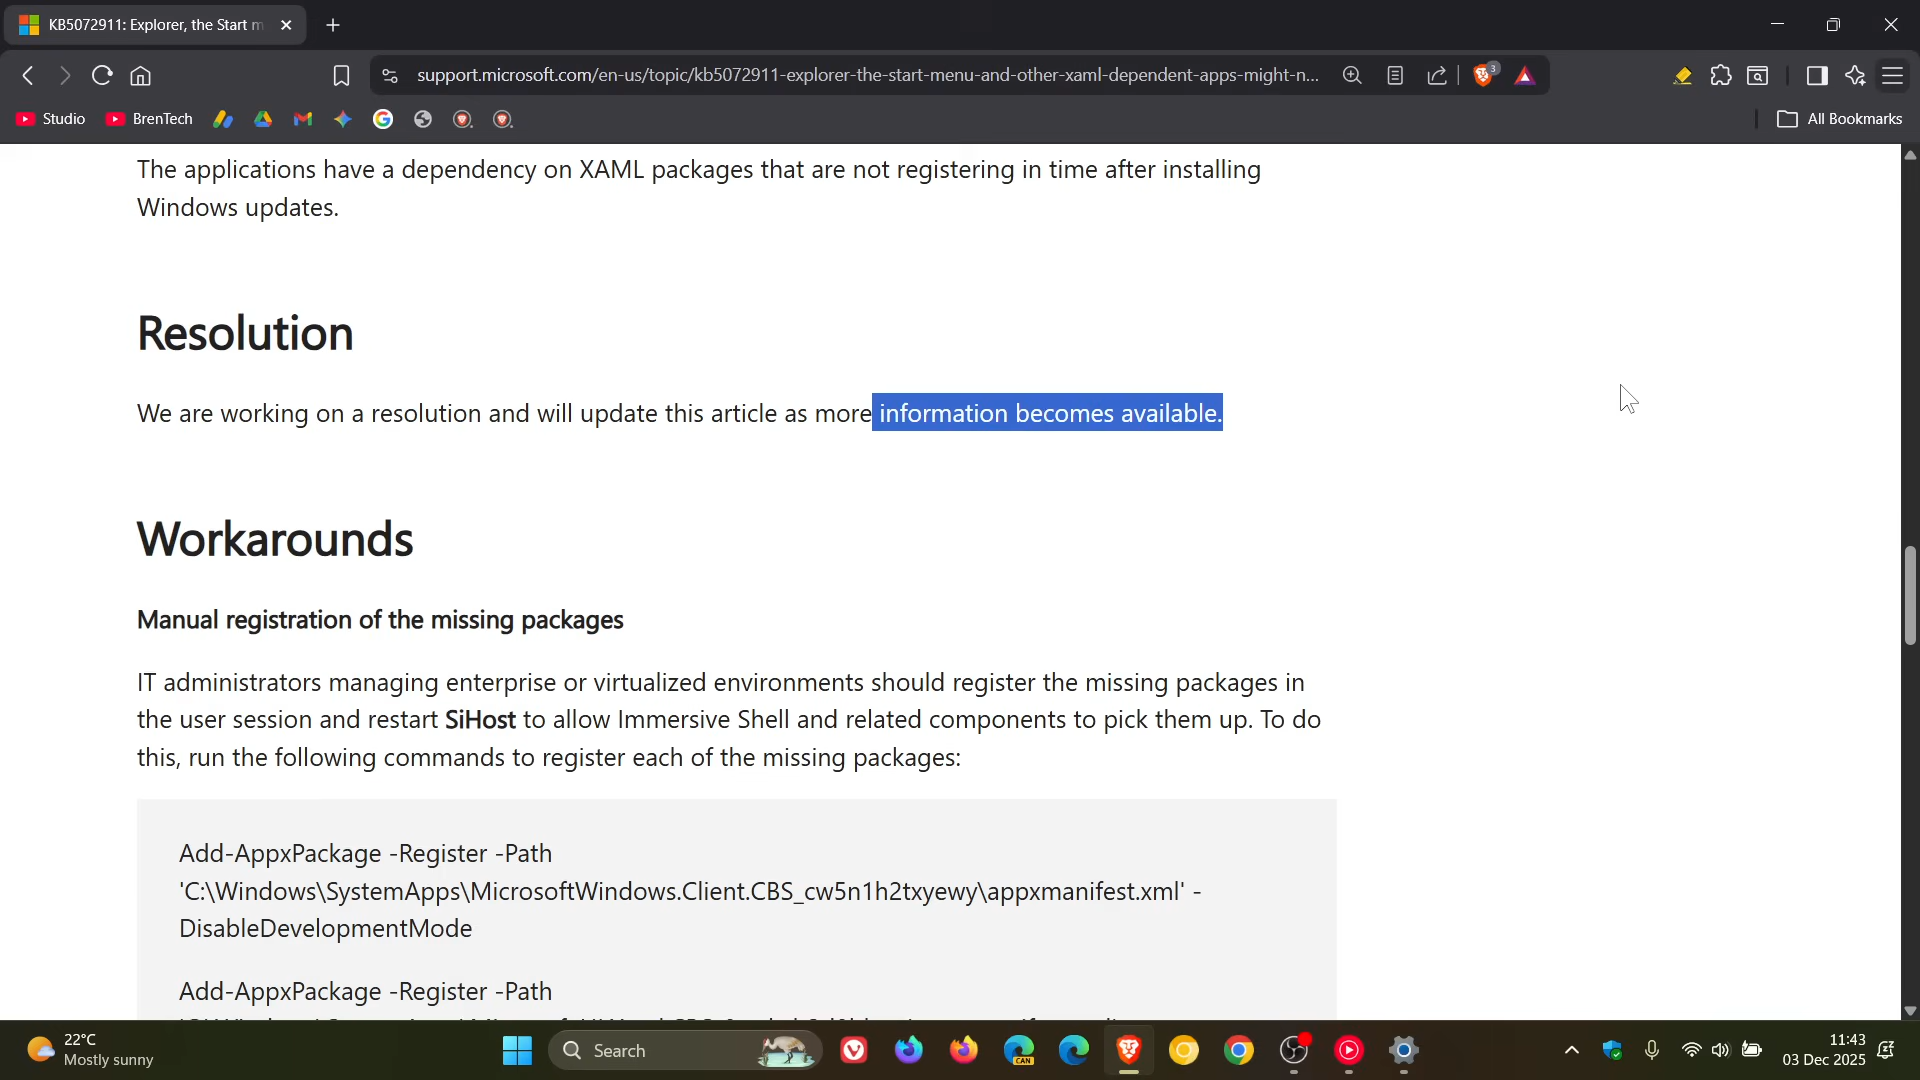 KB5072911: Explorer, the Start m
support.microsoft.com/en-us/topic/kb5072911-explorer-the-start-menu-and-other-xaml-dependent-apps-might-n...
3
Studio
BrenTech
All Bookmarks
The applications have a dependency on XAML packages that are not registering in time after installing
Windows updates.
Resolution
We are working on a resolution and will update this article as more information becomes available.
Workarounds
Manual registration of the missing packages
IT administrators managing enterprise or virtualized environments should register the missing packages in
the user session and restart SiHost to allow Immersive Shell and related components to pick them up. To do
this, run the following commands to register each of the missing packages:
Add-AppxPackage -Register -Path
'C:\Windows\SystemApps\MicrosoftWindows.Client.CBS_cw5n1h2txyewy\appxmanifest.xml' -
DisableDevelopmentMode
Add-AppxPackage -Register -Path
22°C
Mostly sunny
Search
CAN
11:43
03 Dec 2025